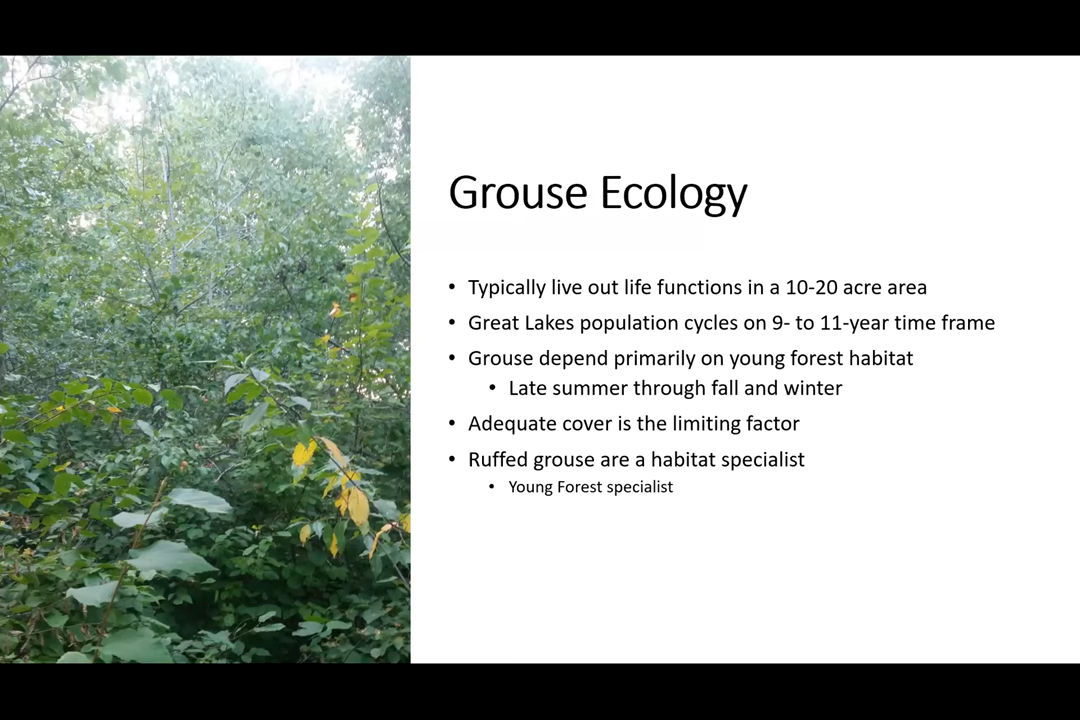 Grouse Ecology
• Typically live out life functions in a 10-20 acre area
• Great Lakes population cycles on 9- to 11-year time frame
• Grouse depend primarily on young forest habitat
• Late summer through fall and winter
• Adequate cover is the limiting factor
• Ruffed grouse are a habitat specialist
• Young Forest specialist